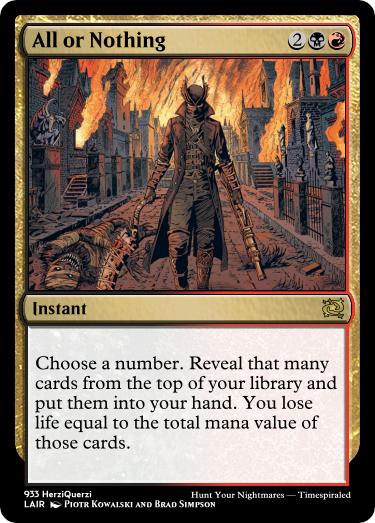 All or Nothing 2
Instant
Choose a number. Reveal that many
cards from the top of your library and
put them into your hand. You lose
life equal to the total mana value of
those cards.
933 HerziQuerzi Hunt Your Nightmares — Timespiraled
LAIR Piotr Kowalski and Brad Simpson